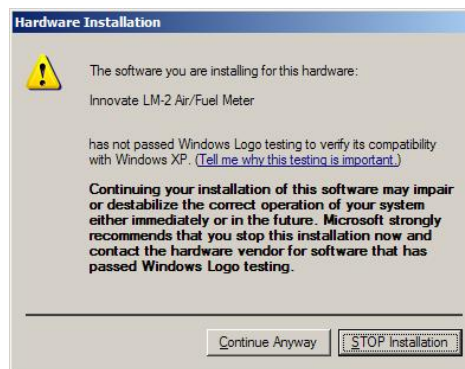 Hardware Installation
The software you are installing for this hardware:
Innovate LM-2 Air/Fuel Meter
has not passed Windows Logo testing to verify its compatibility
with Windows XP. (Tell me why this testing is important.)
Continuing your installation of this software may impair
or destabilize the correct operation of your system
either immediately or in the future. Microsoft strongly
recommends that you stop this installation now and
contact the hardware vendor for software that has
passed Windows Logo testing.
Continue Anyway STOP Installation